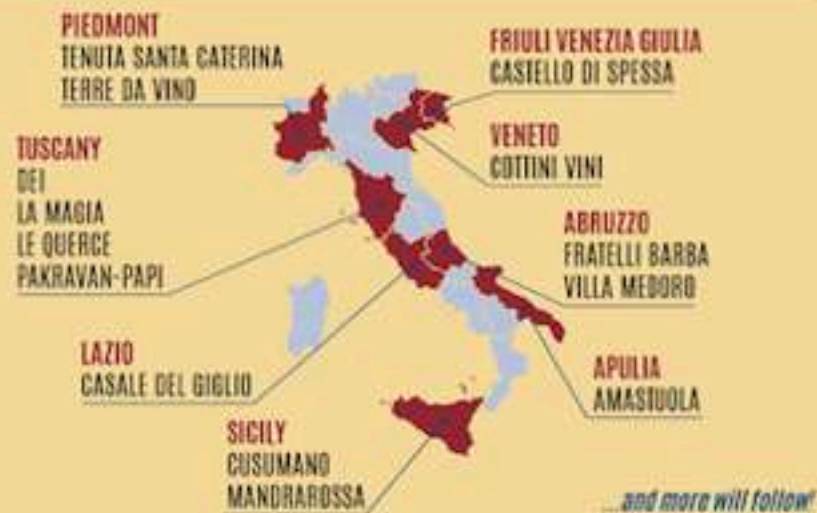 PIEDMONT
TENUTA SANTA CATERINA
TERRE DA VINO
FRIULI VENEZIA GIULIA
CASTELLO DI SPESSA
VENETO
COTTINI VINI
TUSCANY
DEI
LA MAGIA
LE QUERCE
PAKRAVAN-PAPI
ABRUZZO
FRATELLI BARBA
VILLA MEDORO
LAZIO
CASALE DEL GIGLIO
APULIA
AMASTUOLA
SICILY
CUSUMANO
MANDRAROSSA
...and more will follow!